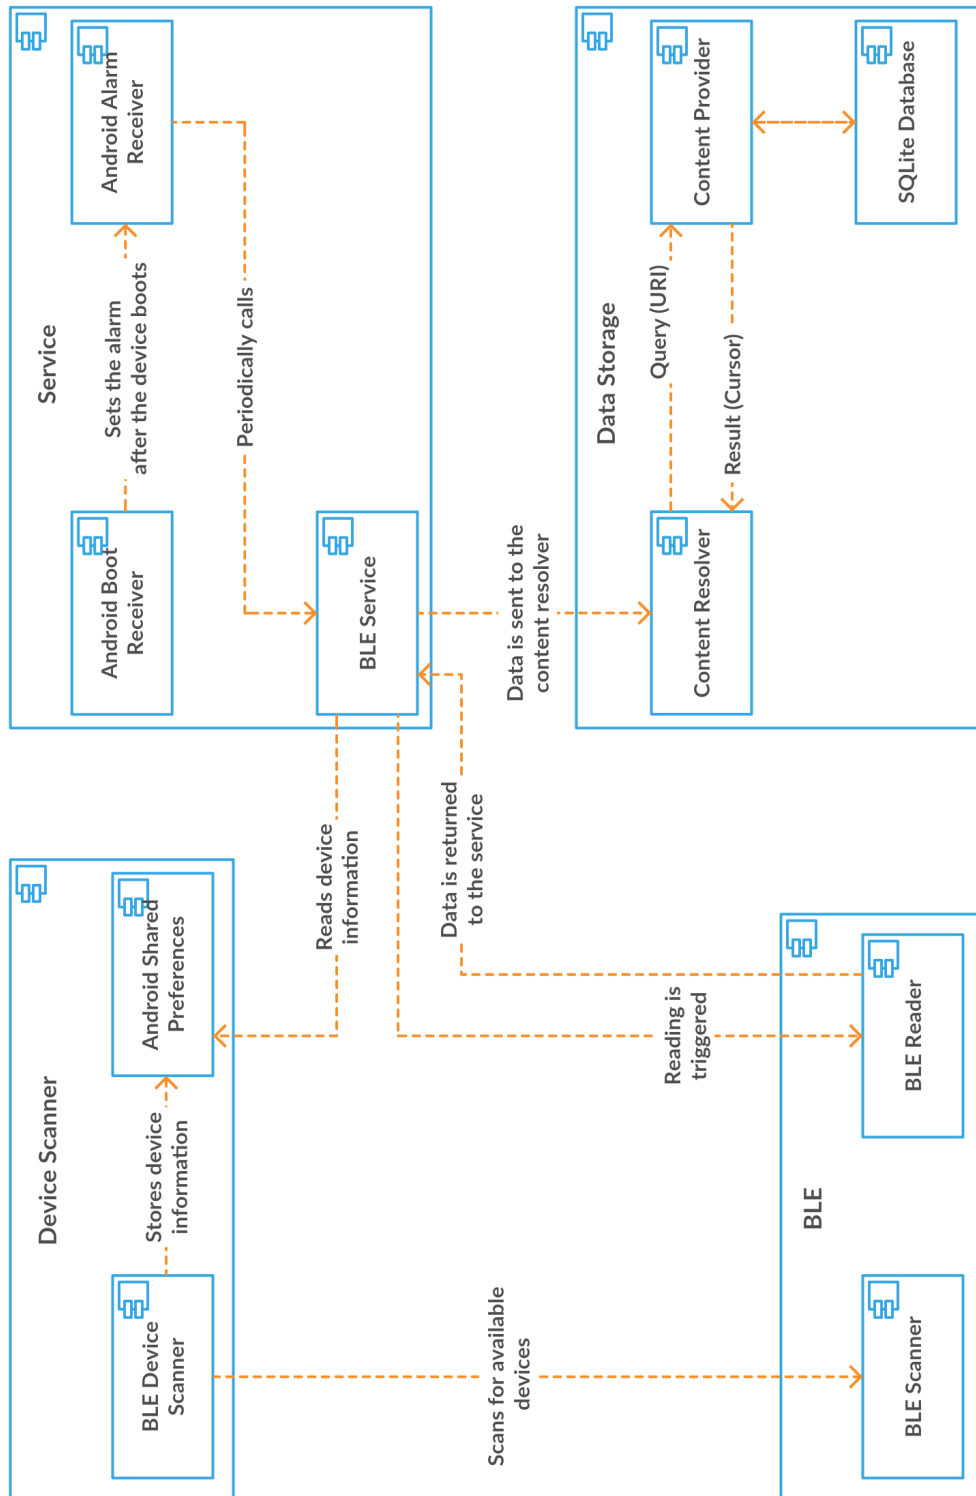 Device Scanner
BLE Device
Scanner
Stores device
information
Android Shared
Preferences
Service
Android Boot
Receiver
Sets the alarm
after the device boots
Android Alarm
Receiver
Periodically calls
BLE Service
Reads device
information
Scans for available
devices
Data is returned
to the service
Data is sent to the
content resolver
Reading is
triggered
BLE
BLE Scanner
BLE Reader
Data Storage
Content Resolver
Query (URI)
Result (Cursor)
Content Provider
SQLite Database